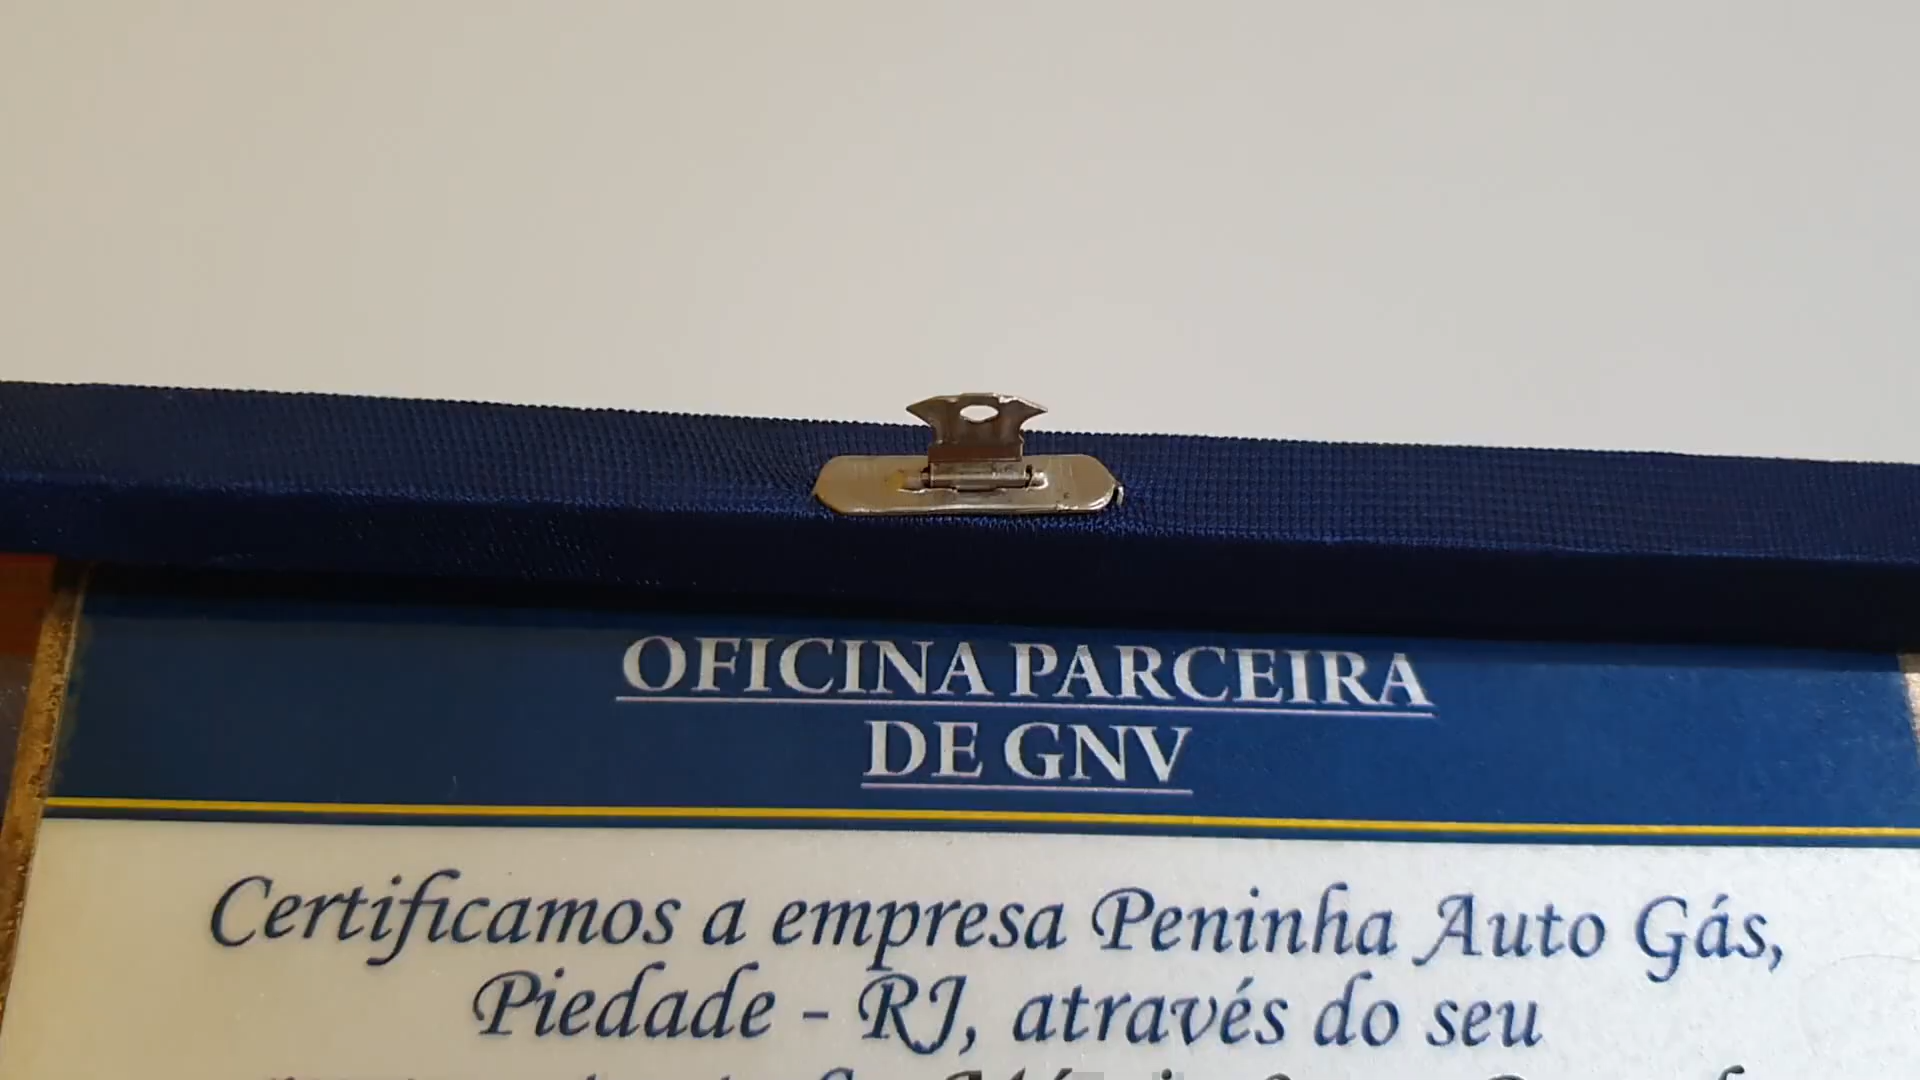 OFICINA PARCEIRA
DE GNV
Certificamos a empresa Peninha Auto Gás,
Piedade - RJ, através do seu